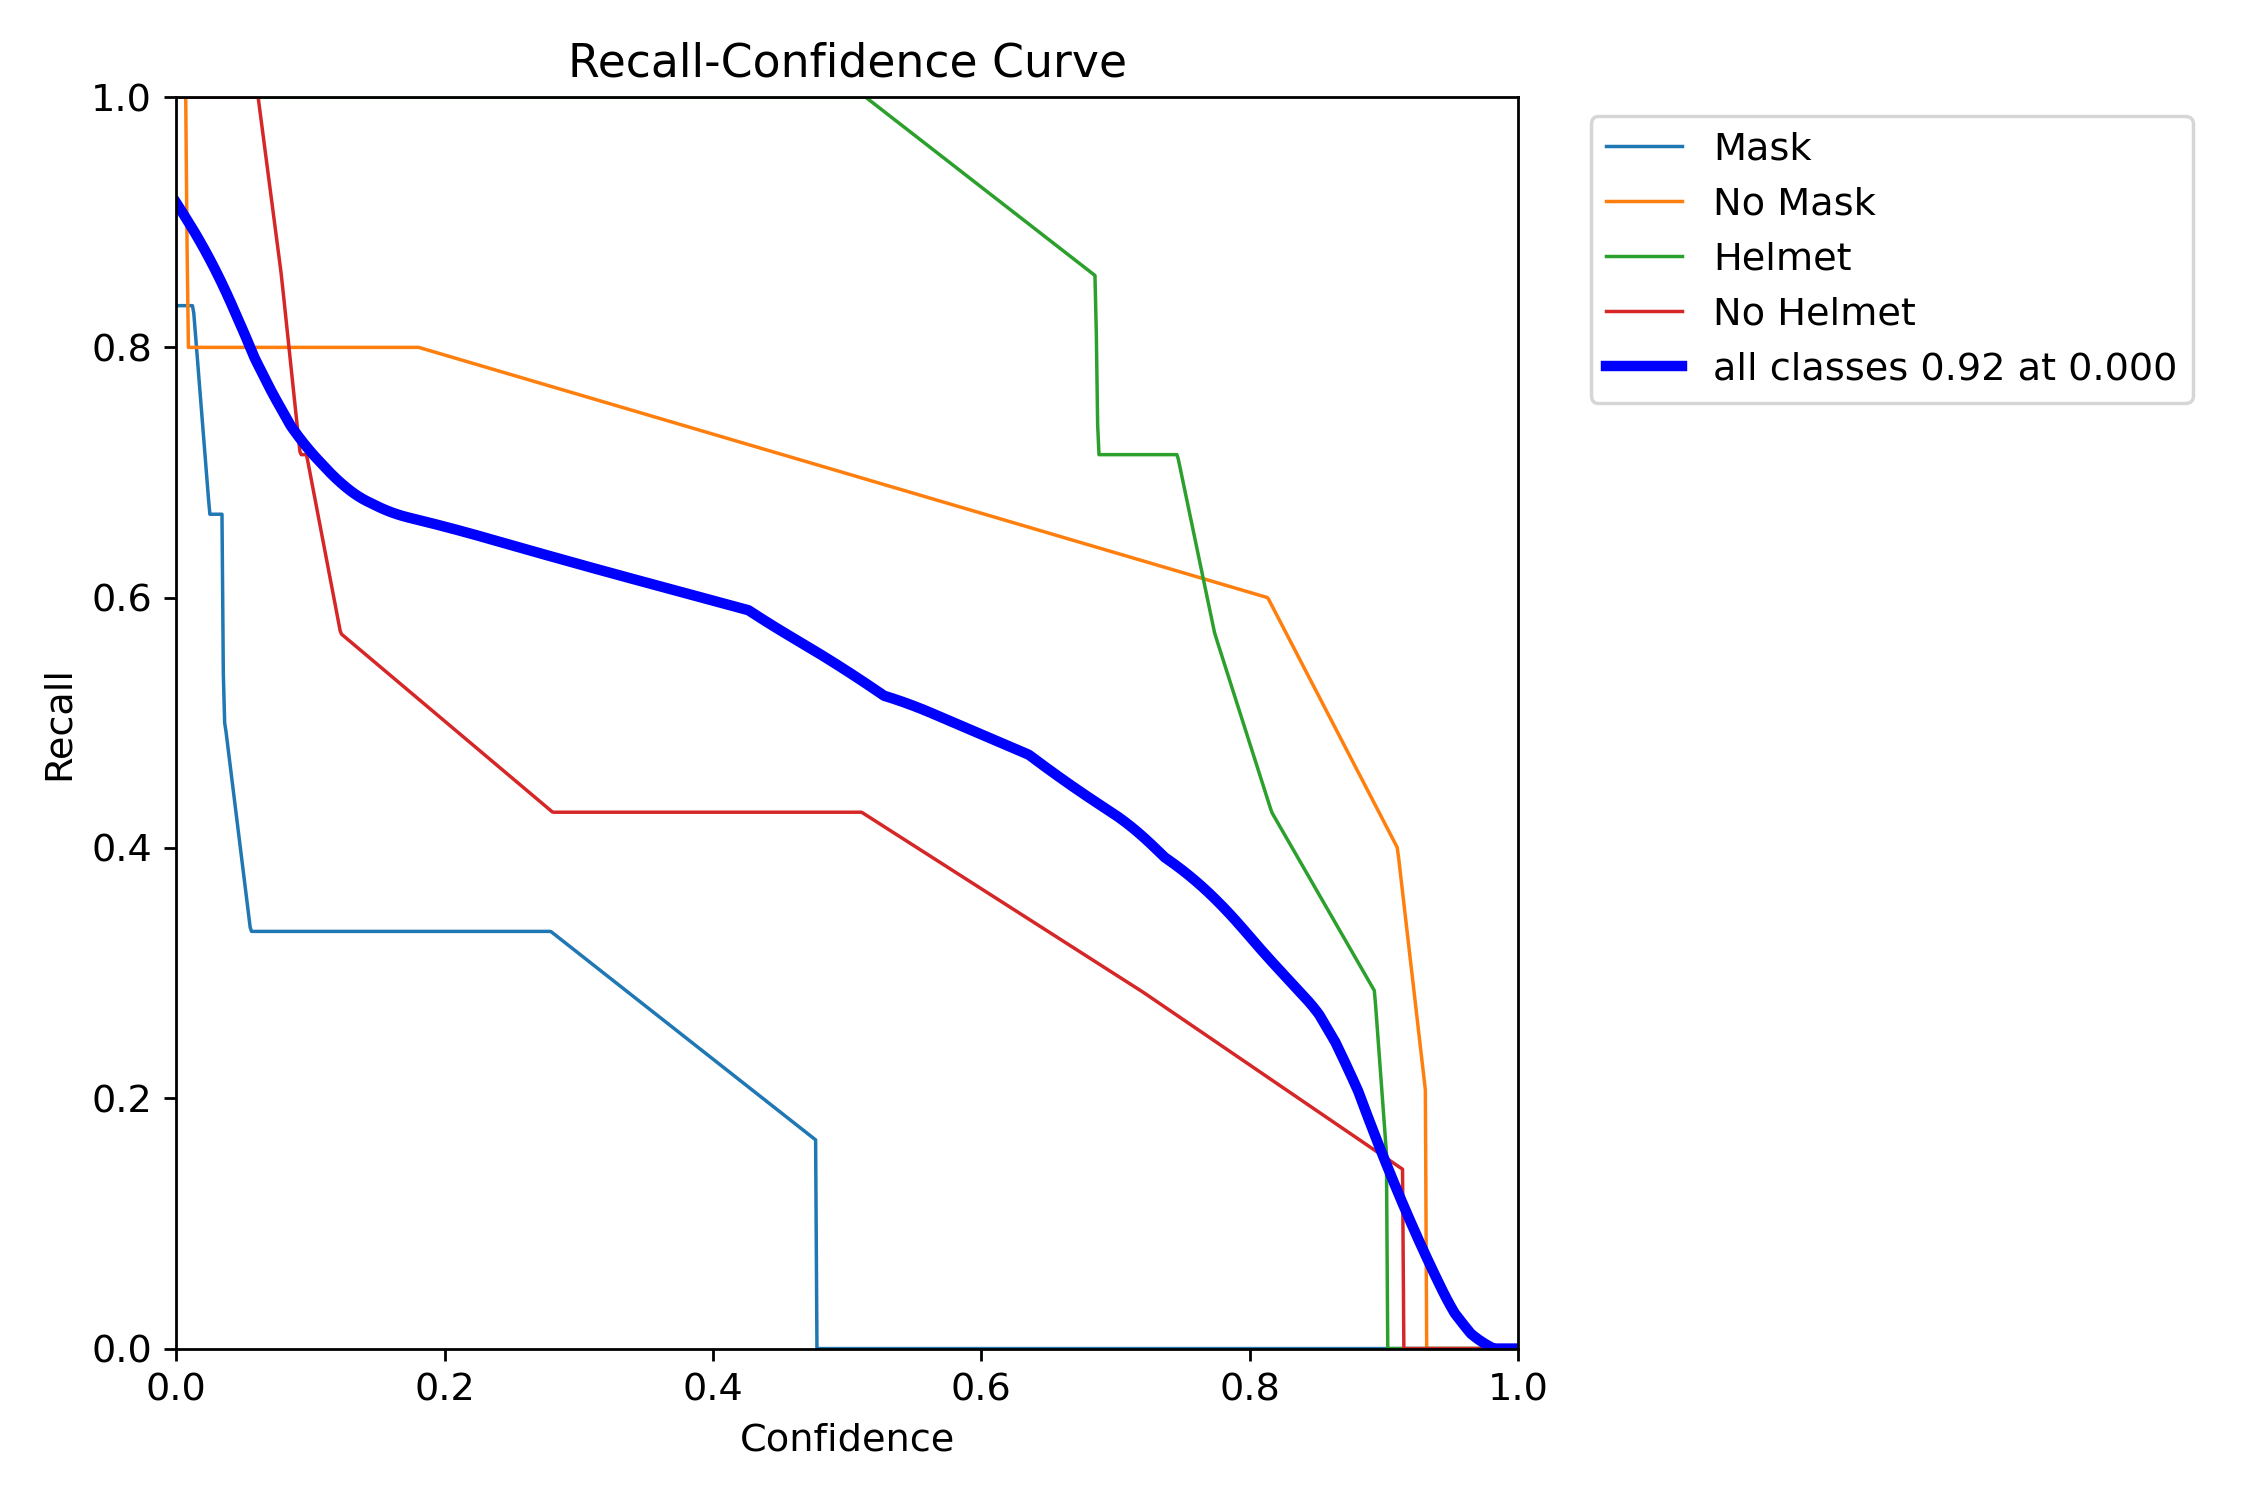 Recall-Confidence Curve
1.0
0.8
0.6
0.4
0.2
0.0
Recall
0.0 0.2 0.4 0.6 0.8 1.0
Confidence
Mask
No Mask
Helmet
No Helmet
all classes 0.92 at 0.000